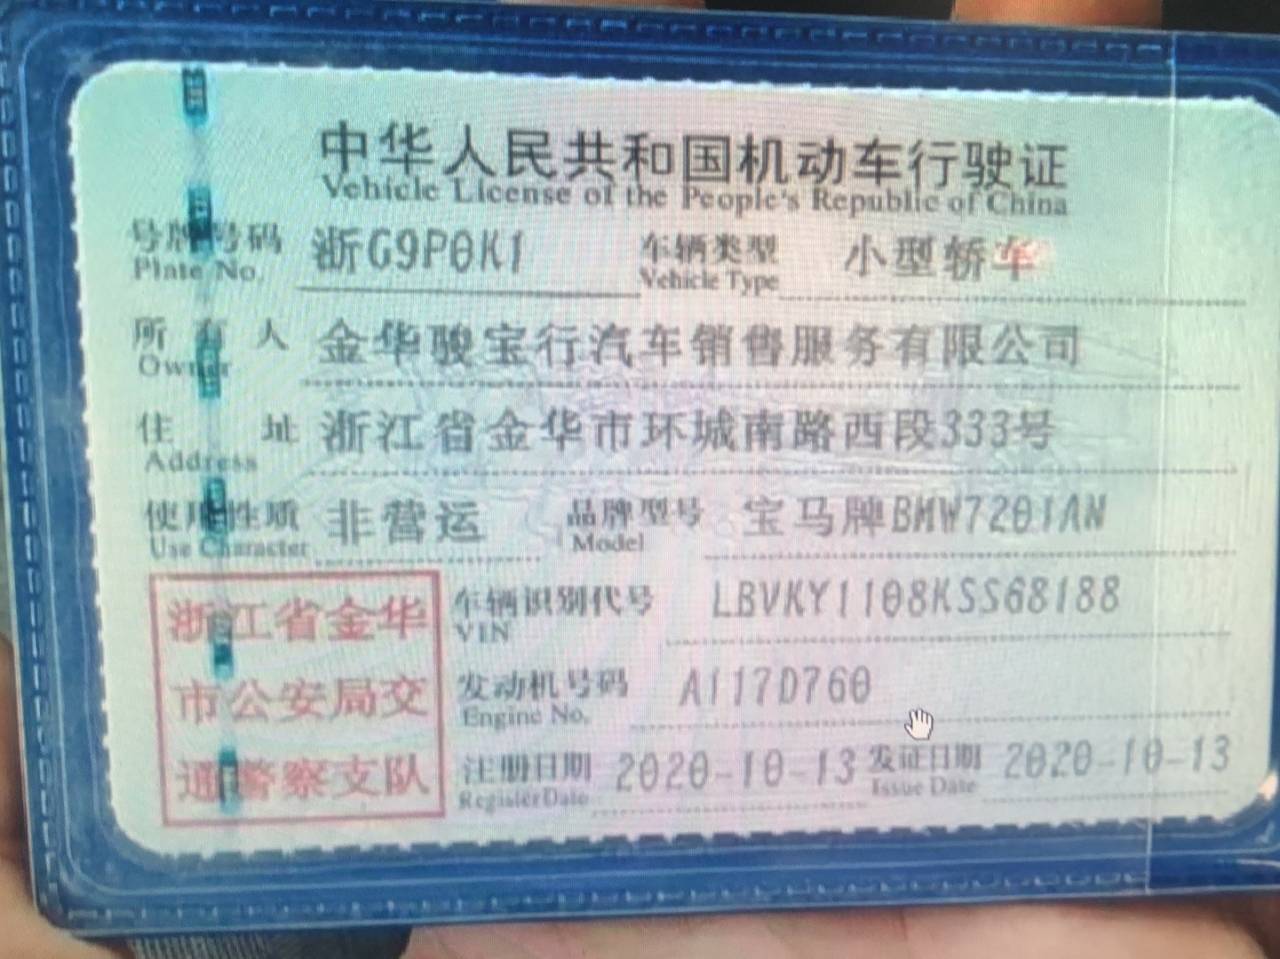 中华人民共和国机动车行驶证
Vehicle License of the People's Republic of China
号牌号码 浙G9P0K1 车辆类型 小型轿车
Plate No. Vehicle Type
所有人 金华骏宝行汽车销售服务有限公司
Owner
住址 浙江省金华市环城南路西段333号
Address
使用性质 非营运 品牌型号 宝马牌BMW7201AN
Use Character Model
浙江省金华
市公安局交
通警察支队
车辆识别代号 LBVKY1108KSS68188
VIN
发动机号码 A117D760
Engine No.
注册日期 2020-10-13 发证日期 2020-10-13
Register Date Issue Date